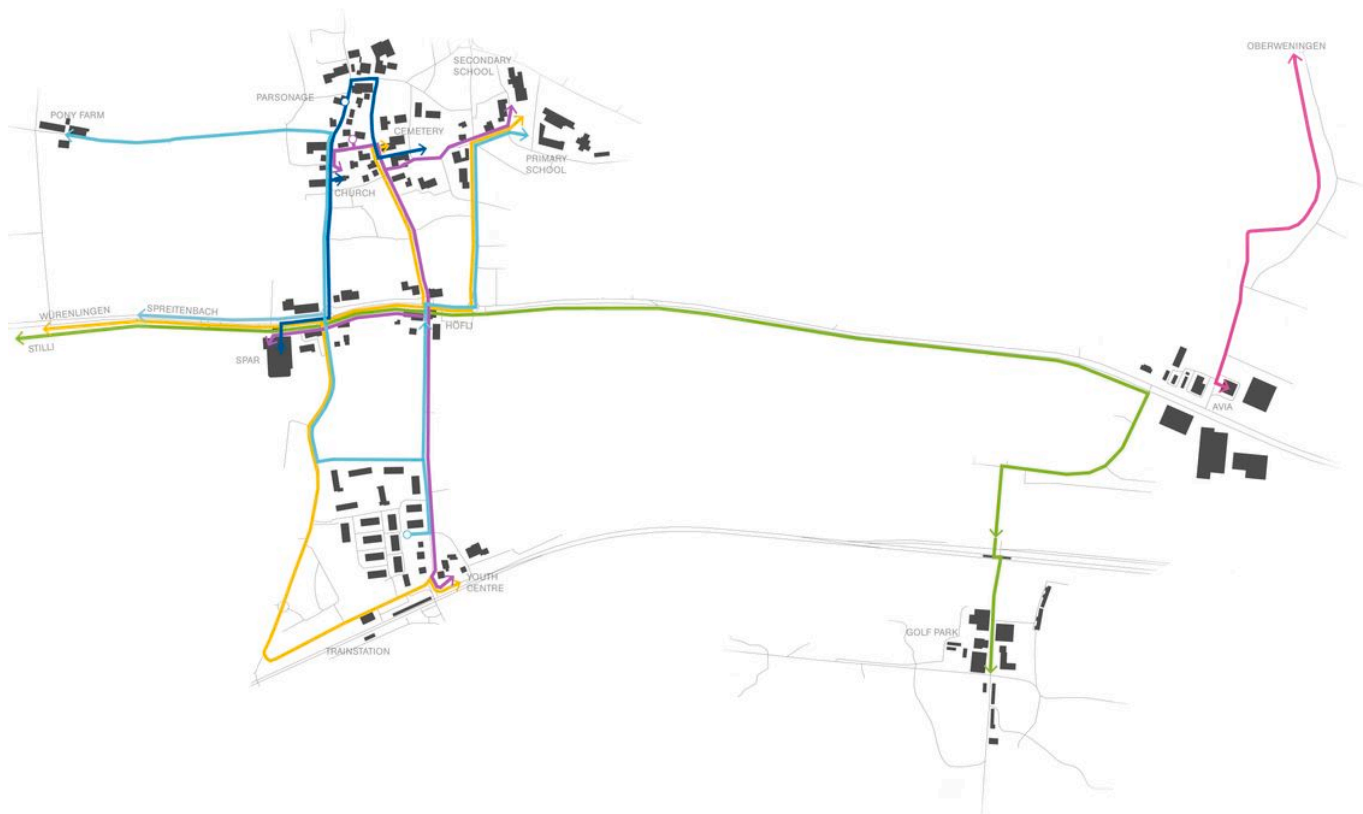 OBERWENINGEN
SECONDARY
SCHOOL
PARSONAGE
PONY FARM
CEMETERY
PRIMARY
SCHOOL
CHURCH
WÜRENLINGEN
SPREITENBACH
HÖFLI
STILLI
SPAR
AVIA
YOUTH
CENTRE
GOLF PARK
TRAINSTATION